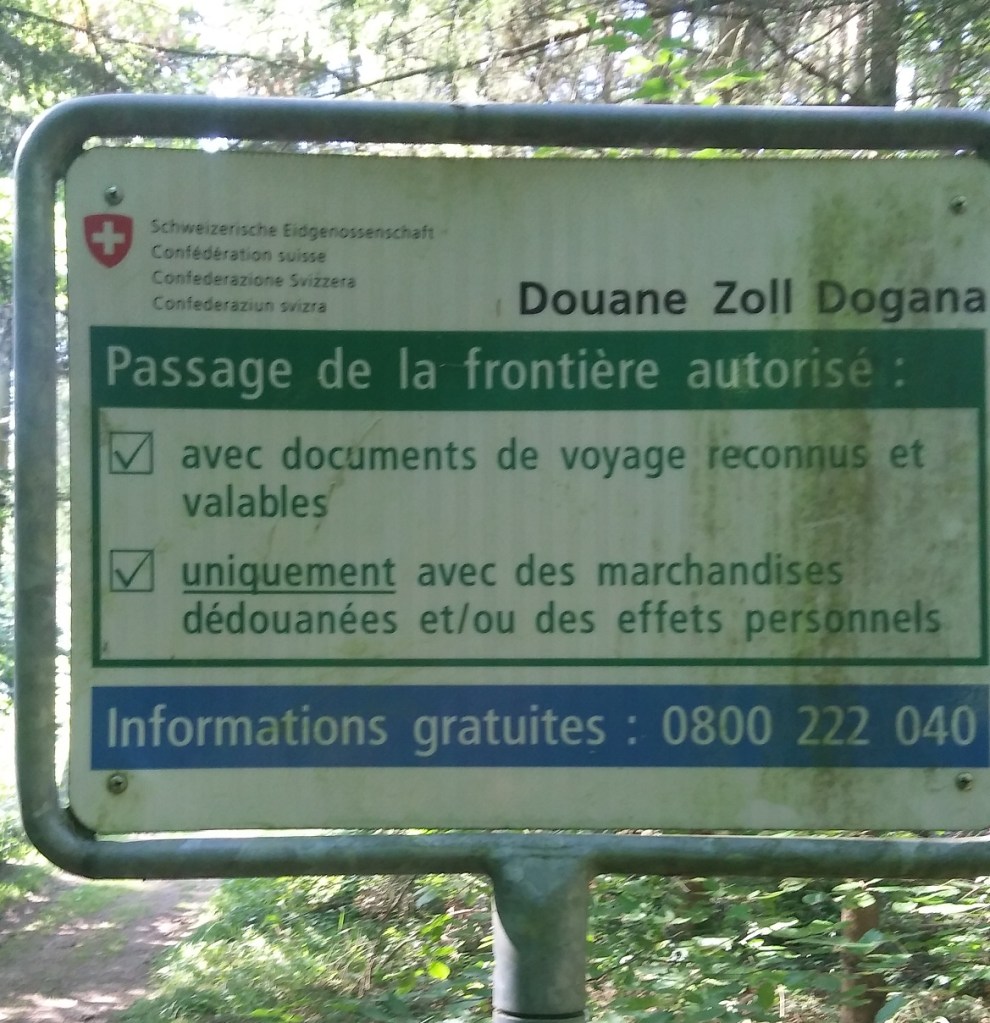 Schweizerische Eidgenossenschaft
Confédération suisse
Confederazione Svizzera
Confederaziun svizra
Douane Zoll Dogana
Passage de la frontière autorisé :
avec documents de voyage reconnus et
valables
uniquement avec des marchandises
dédouanées et/ou des effets personnels
Informations gratuites : 0800 222 040